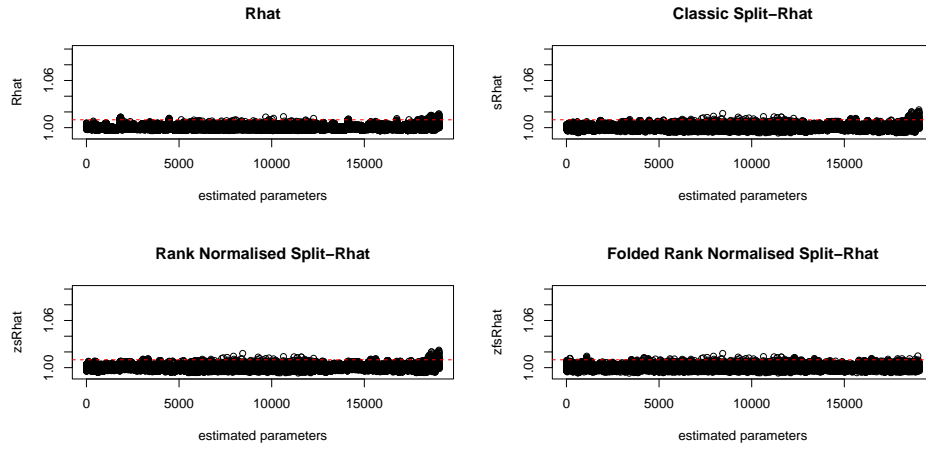 Rhat
Rhat
1.00 1.06
0 5000 10000 15000
estimated parameters
Classic Split−Rhat
sRhat
1.00 1.06
0 5000 10000 15000
estimated parameters
Rank Normalised Split−Rhat
zsRhat
1.00 1.06
0 5000 10000 15000
estimated parameters
Folded Rank Normalised Split−Rhat
zfsRhat
1.00 1.06
0 5000 10000 15000
estimated parameters